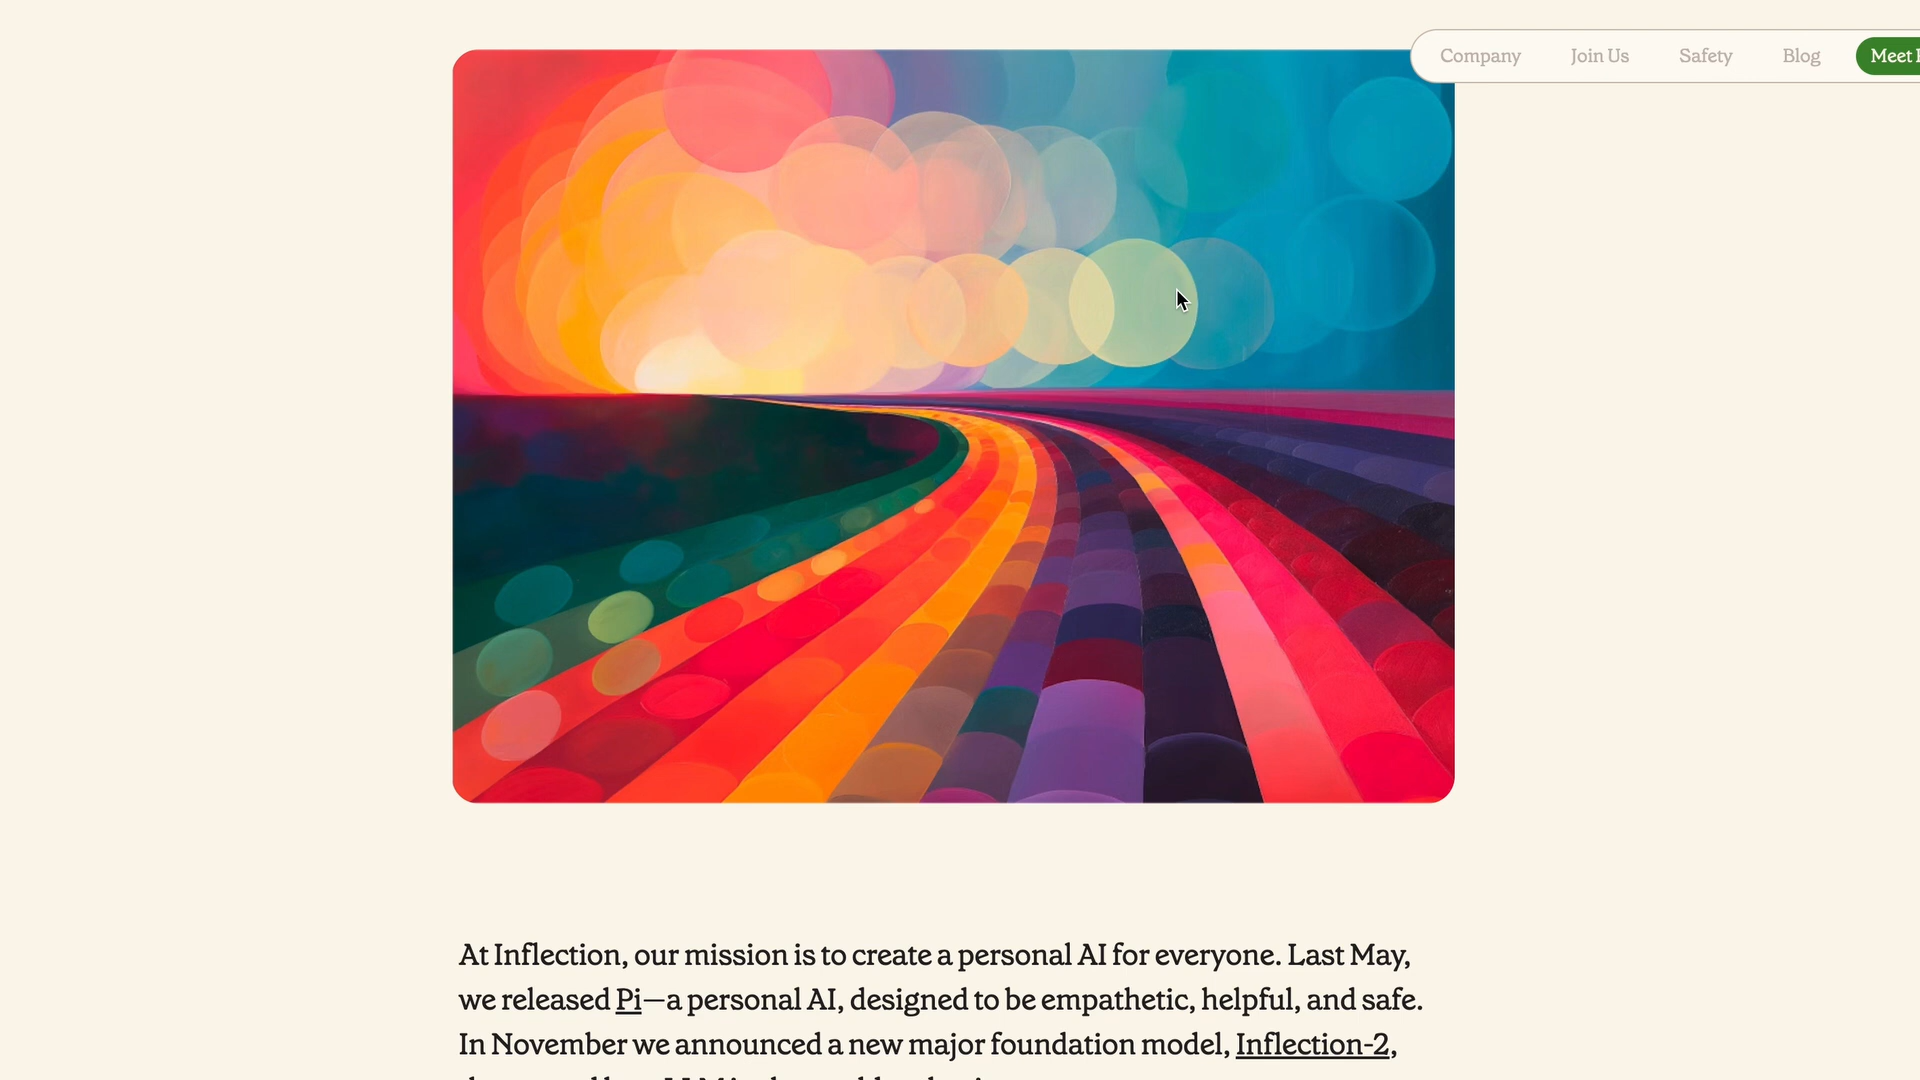 Company Join Us Safety Blog Meet
At Inflection, our mission is to create a personal AI for everyone. Last May,
we released Pi—a personal AI, designed to be empathetic, helpful, and safe.
In November we announced a new major foundation model, Inflection-2,